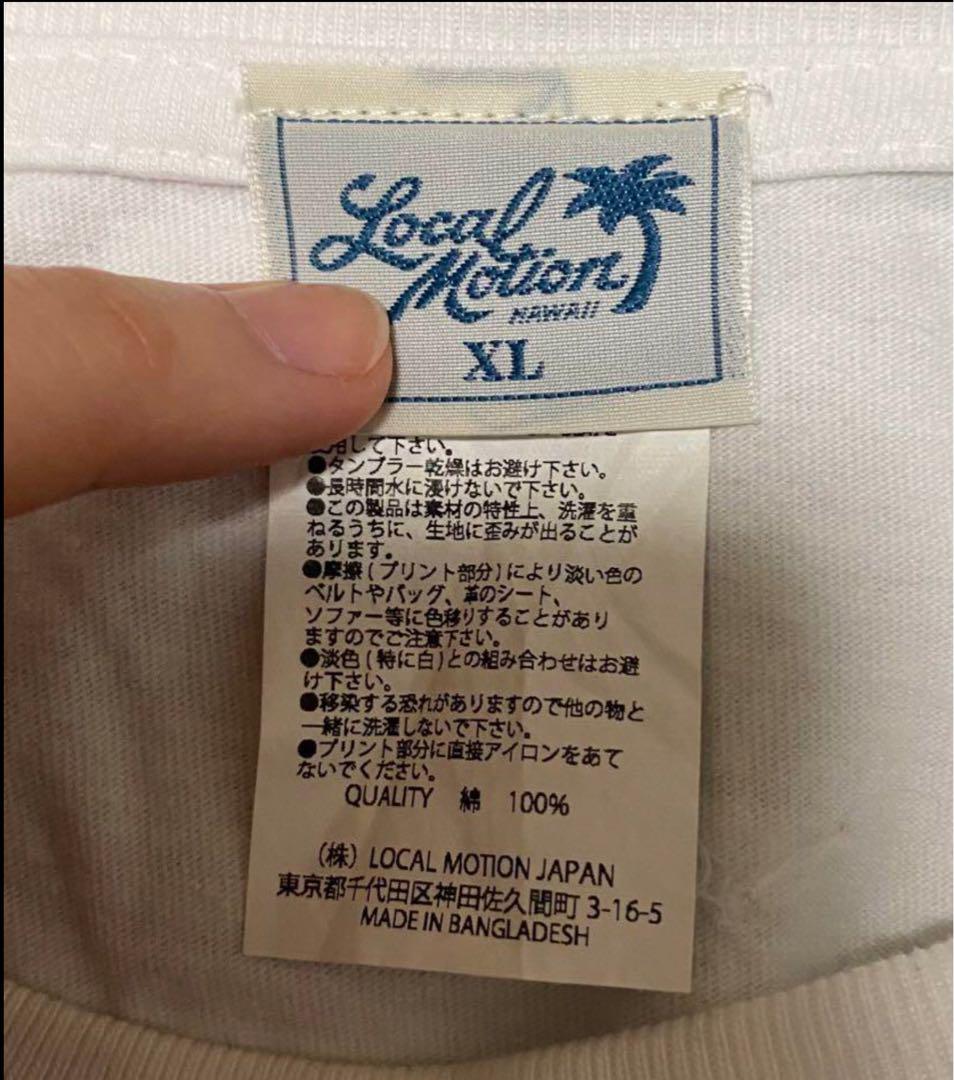 Local
Motion
HAWAII
XL
用して下さい。
●タンブラー乾燥はお避け下さい。
●長時間水に浸けないで下さい。
●この製品は素材の特性上、洗濯を重
ねるうちに、生地に歪みが出ることが
あります。
●摩擦(プリント部分)により淡い色の
ベルトやバッグ、革のシート、
ソファー等に色移りすることがあり
ますのでご注意下さい。
●淡色(特に白)との組み合わせはお避
け下さい。
●移染する恐れがありますので他の物と
一緒に洗濯しないで下さい。
●プリント部分に直接アイロンをあて
ないでください。
QUALITY 綿 100%
(株) LOCAL MOTION JAPAN
東京都千代田区神田佐久間町 3-16-5
MADE IN BANGLADESH